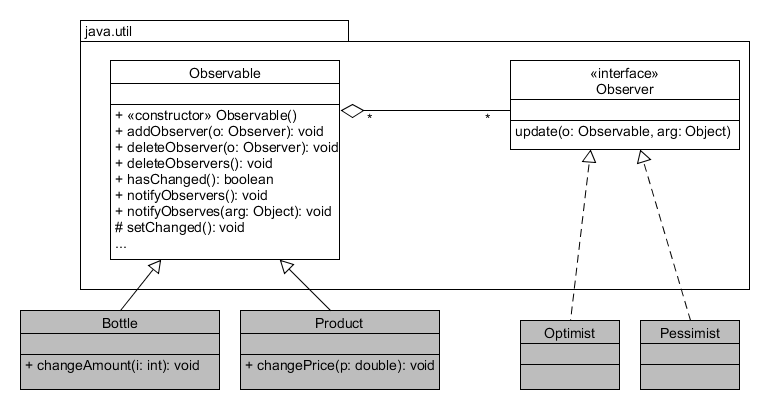 java.util
Observable
+ «constructor» Observable()
+ addObserver(o: Observer): void
+ deleteObserver(o: Observer): void
+ deleteObservers(): void
+ hasChanged(): boolean
+ notifyObservers(): void
+ notifyObserves(arg: Object): void
# setChanged(): void
...
*
*
«interface»
Observer
update(o: Observable, arg: Object)
Bottle
+ changeAmount(i: int): void
Product
+ changePrice(p: double): void
Optimist
Pessimist